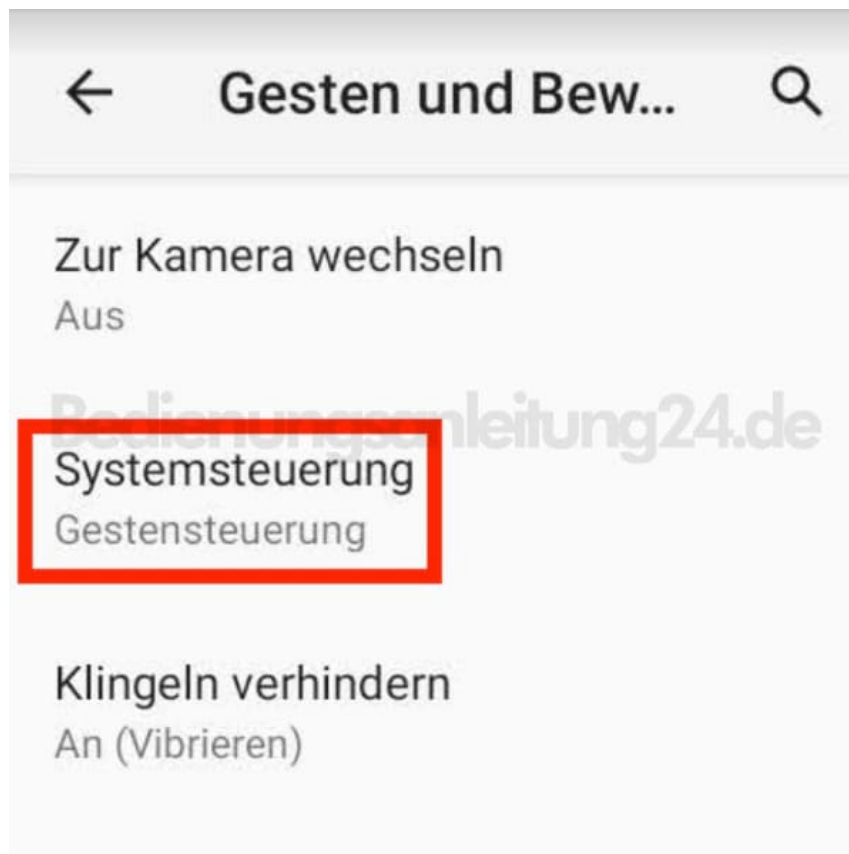 Gesten und Bew...
Zur Kamera wechseln
Aus
Bedienungsanleitung24.de
Systemsteuerung
Gestensteuerung
Klingeln verhindern
An (Vibrieren)